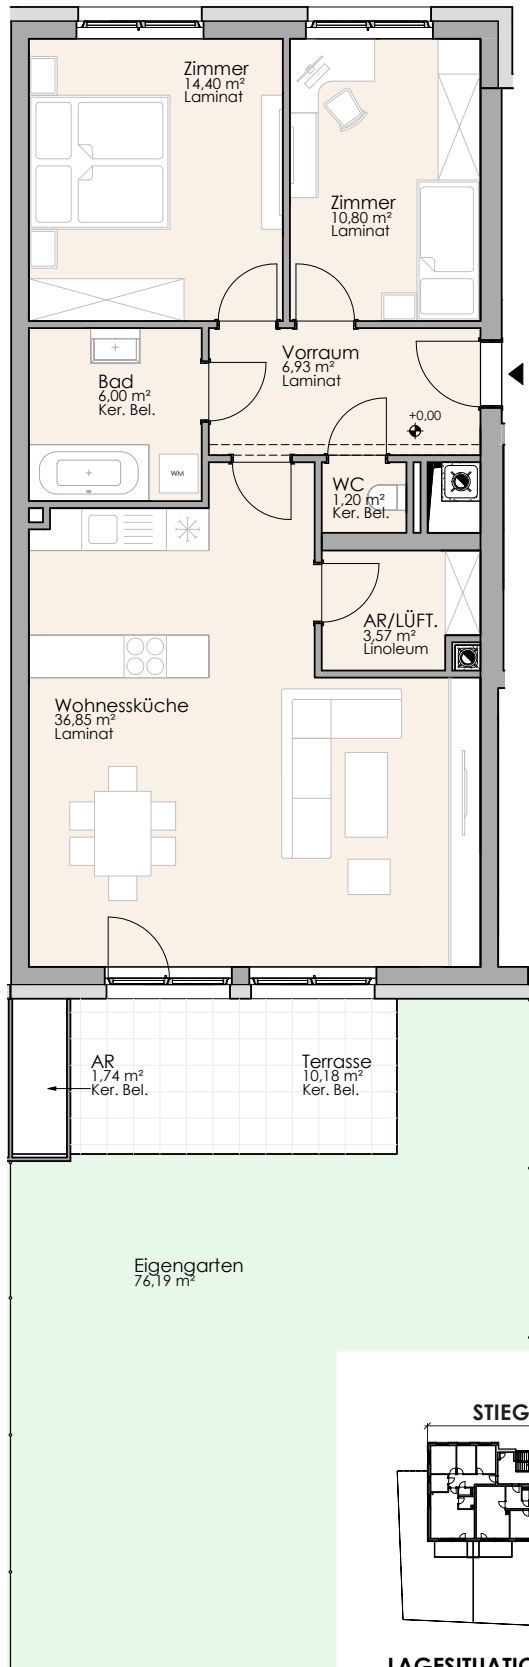 Zimmer
14,40 m²
Laminat
Zimmer
10,80 m²
Laminat
Vorraum
6,93 m²
Laminat
Bad
6,00 m²
Ker. Bel.
+0,00
WM
WC
1,20 m²
Ker. Bel.
AR/LÜFT.
3,57 m²
Linoleum
Wohnessküche
36,85 m²
Laminat
AR
1,74 m²
Ker. Bel.
Terrasse
10,18 m²
Ker. Bel.
Eigengarten
76,19 m²
STIEG
LAGESITUATIO